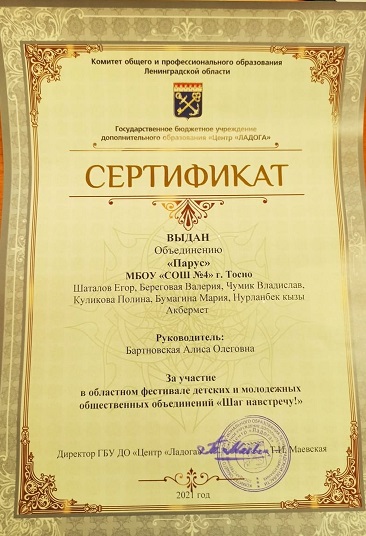 Комитет общего и профессионального образования
Ленинградской области
Государственное бюджетное учреждение
дополнительного образования «Центр «ЛАДОГА»
СЕРТИФИКАТ
ВЫДАН
Объединению
«Парус»
МБОУ «СОШ №4» г. Тосно
Шаталов Егор, Береговая Валерия, Чумик Владислав,
Куликова Полина, Бумагина Мария, Нурланбек кызы
Акбермет
Руководитель:
Бартновская Алиса Олеговна
За участие
в областном фестивале детских и молодежных
общественных объединений «Шаг навстречу!»
Директор ГБУ ДО «Центр «Ладога» Т.И. Маевская
2021 год